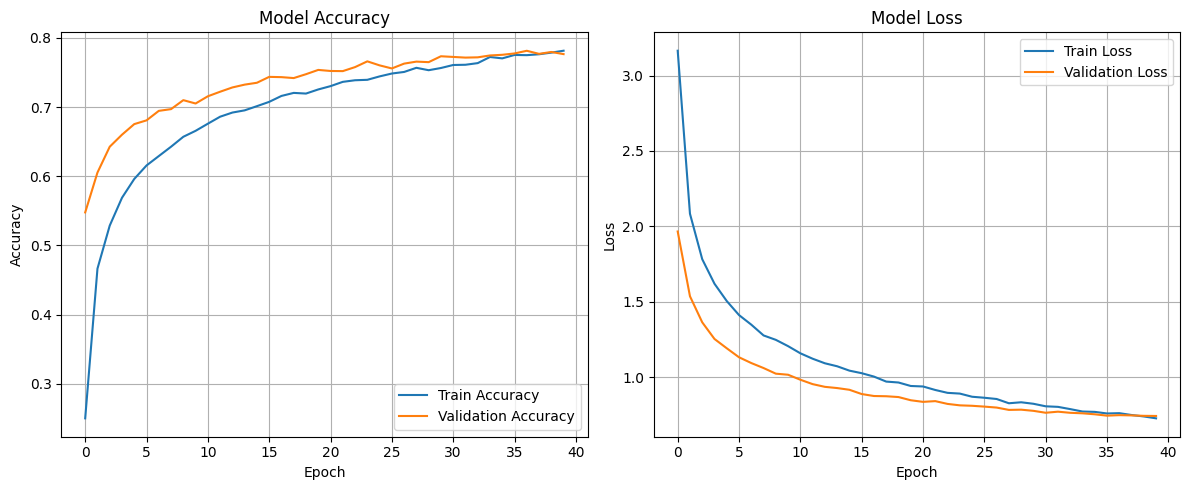 Model Accuracy
0.8
0.7
0.6
0.5
0.4
0.3
Accuracy
0 5 10 15 20 25 30 35 40
Epoch
Train Accuracy
Validation Accuracy
Model Loss
3.0
2.5
2.0
1.5
1.0
Loss
0 5 10 15 20 25 30 35 40
Epoch
Train Loss
Validation Loss